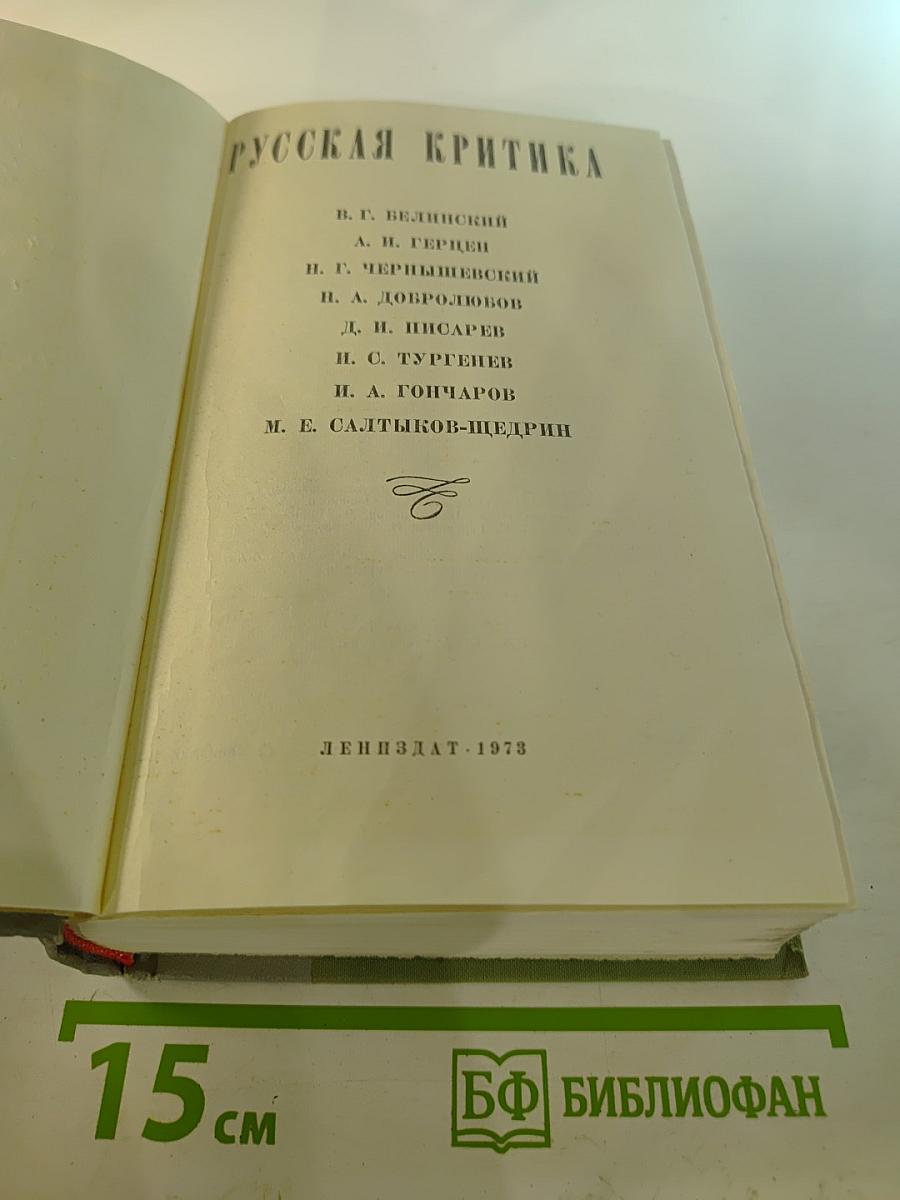 РУССКАЯ КРИТИКА
В. Г. БЕЛИНСКИЙ
А. И. ГЕРЦЕН
Н. Г. ЧЕРНЫШЕВСКИЙ
Н. А. ДОБРОЛЮБОВ
Д. И. ПИСАРЕВ
И. С. ТУРГЕНЕВ
И. А. ГОНЧАРОВ
М. Е. САЛТЫКОВ-ЩЕДРИН
ЛЕНИЗДАТ · 1973
15 см
БФ БИБЛИОФАН